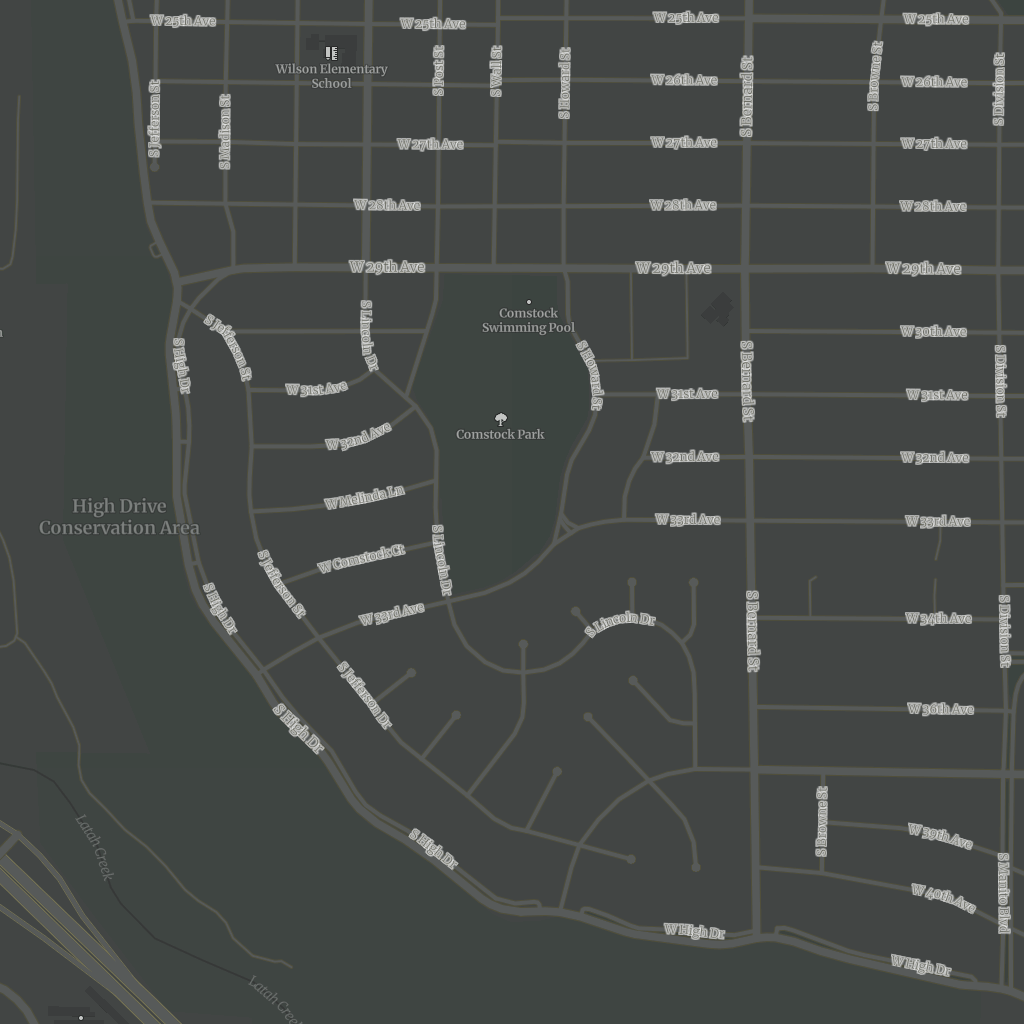 W 25th Ave
W 25th Ave
W 25th Ave
W 25th Ave
Wilson Elementary
School
S Post St
S Wall St
S Howard St
S Bernard St
S Browne St
S Division St
W 26th Ave
W 26th Ave
S Jefferson St
S Madison St
W 27th Ave
W 27th Ave
W 27th Ave
W 28th Ave
W 28th Ave
W 28th Ave
W 29th Ave
W 29th Ave
W 29th Ave
Comstock
Swimming Pool
S Lincoln Dr
S Jefferson St
S High Dr
W 30th Ave
S Howard St
S Bernard St
S Division St
W 31st Ave
W 31st Ave
W 31st Ave
Comstock Park
W 32nd Ave
W 32nd Ave
W 32nd Ave
W Melinda Ln
High Drive
Conservation Area
W 33rd Ave
W 33rd Ave
W Comstock Ct
S Lincoln Dr
S Jefferson St
S High Dr
W 33rd Ave
S Lincoln Dr
S Bernard St
W 34th Ave
S Division St
S Jefferson Dr
S High Dr
W 36th Ave
Latah Creek
S High Dr
S Browne St
W 39th Ave
W 40th Ave
S Manito Blvd
W High Dr
W High Dr
Latah Creek